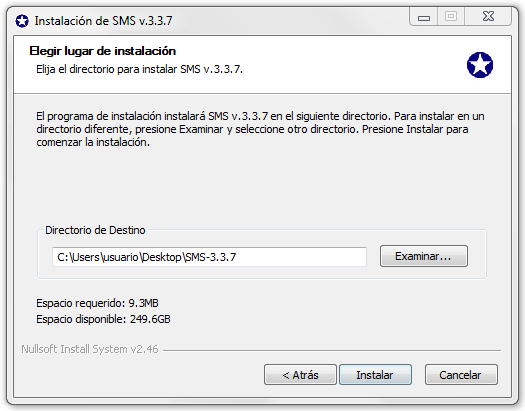 Instalación de SMS v.3.3.7
Elegir lugar de instalación
Elija el directorio para instalar SMS v.3.3.7.
El programa de instalación instalará SMS v.3.3.7 en el siguiente directorio. Para instalar en un
directorio diferente, presione Examinar y seleccione otro directorio. Presione Instalar para
comenzar la instalación.
Directorio de Destino
C:\Users\usuario\Desktop\SMS-3.3.7
Examinar...
Espacio requerido: 9.3MB
Espacio disponible: 249.6GB
Nullsoft Install System v2.46
< Atrás
Instalar
Cancelar